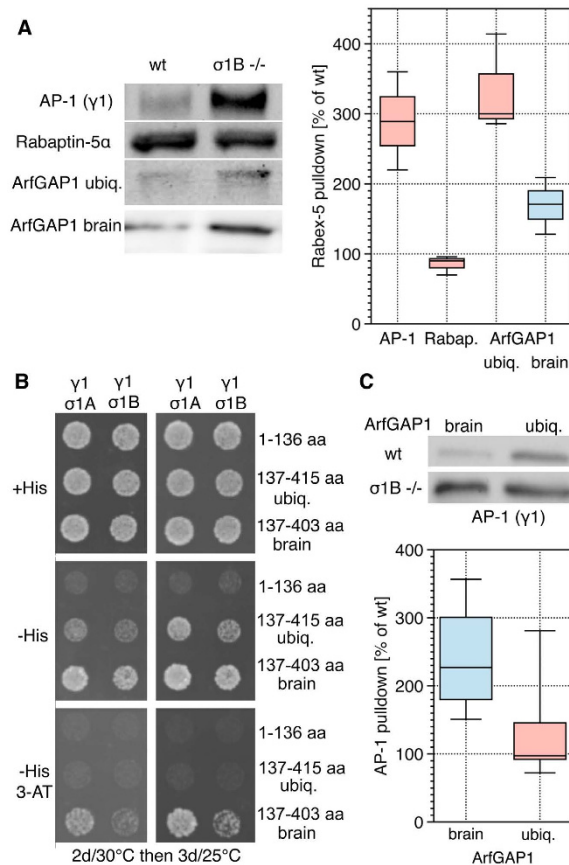 A
wt σ1B -/-
AP-1 (γ1)
Rabaptin-5α
ArfGAP1 ubiq.
ArfGAP1 brain
Rabex-5 pulldown [% of wt]
400
300
200
100
0
AP-1 Rabap. ArfGAP1
ubiq. brain
B
γ1 γ1 γ1 γ1
σ1A σ1B σ1A σ1B
+His
1-136 aa
137-415 aa
ubiq.
137-403 aa
brain
-His
1-136 aa
137-415 aa
ubiq.
137-403 aa
brain
-His
3-AT
1-136 aa
137-415 aa
ubiq.
137-403 aa
brain
2d/30°C then 3d/25°C
C
ArfGAP1 brain ubiq.
wt
σ1B -/-
AP-1 (γ1)
AP-1 pulldown [% of wt]
400
300
200
100
0
brain ubiq.
ArfGAP1